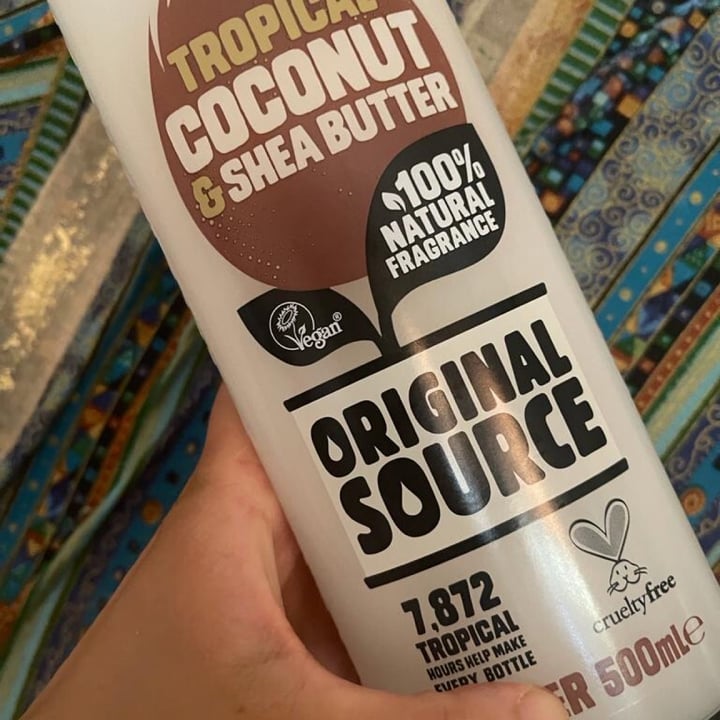 TROPICAL
COCONUT
& SHEA BUTTER
100%
NATURAL
FRAGRANCE
Vegan®
ORIGINAL
SOURCE
7,872
TROPICAL
HOURS HELP MAKE
EVERY BOTTLE
crueltyfree
500ml℮